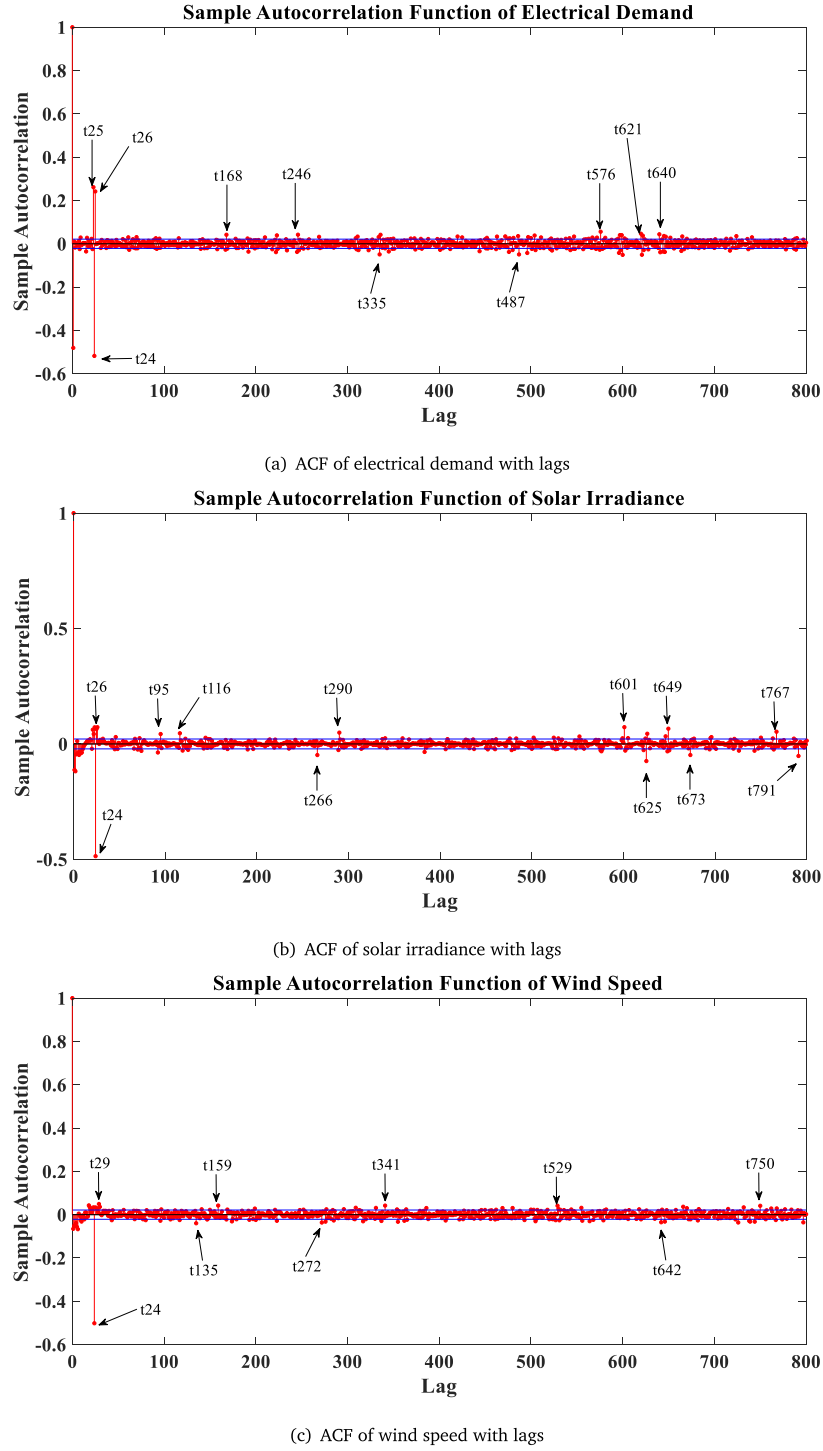 Sample Autocorrelation Function of Electrical Demand
Sample Autocorrelation
1
0.8
0.6
0.4
0.2
0
-0.2
-0.4
-0.6
t25
t26
t24
t168
t246
t335
t487
t576
t621
t640
0 100 200 300 400 500 600 700 800
Lag
(a) ACF of electrical demand with lags
Sample Autocorrelation Function of Solar Irradiance
Sample Autocorrelation
1
0.5
0
-0.5
t26
t24
t95
t116
t266
t290
t601
t625
t649
t673
t767
t791
0 100 200 300 400 500 600 700 800
Lag
(b) ACF of solar irradiance with lags
Sample Autocorrelation Function of Wind Speed
Sample Autocorrelation
1
0.8
0.6
0.4
0.2
0
-0.2
-0.4
-0.6
t29
t24
t135
t159
t272
t341
t529
t642
t750
0 100 200 300 400 500 600 700 800
Lag
(c) ACF of wind speed with lags